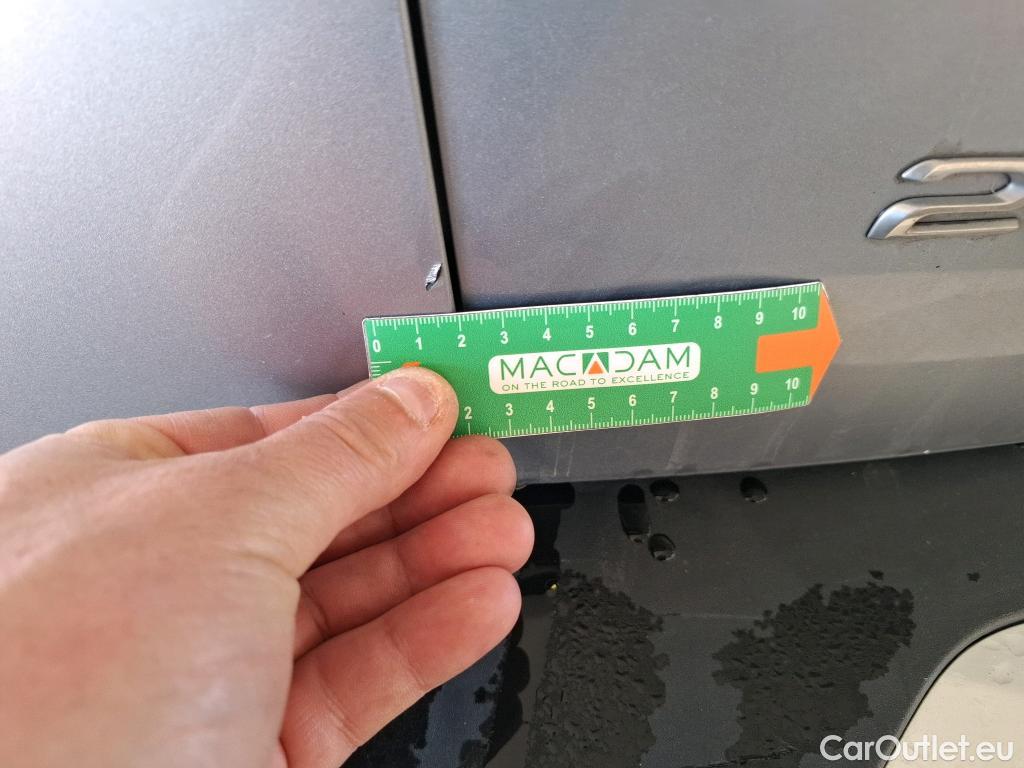 2
0 1 2 3 4 5 6 7 8 9 10
MACADAM
ON THE ROAD TO EXCELLENCE
2 3 4 5 6 7 8 9 10
CarOutlet.eu